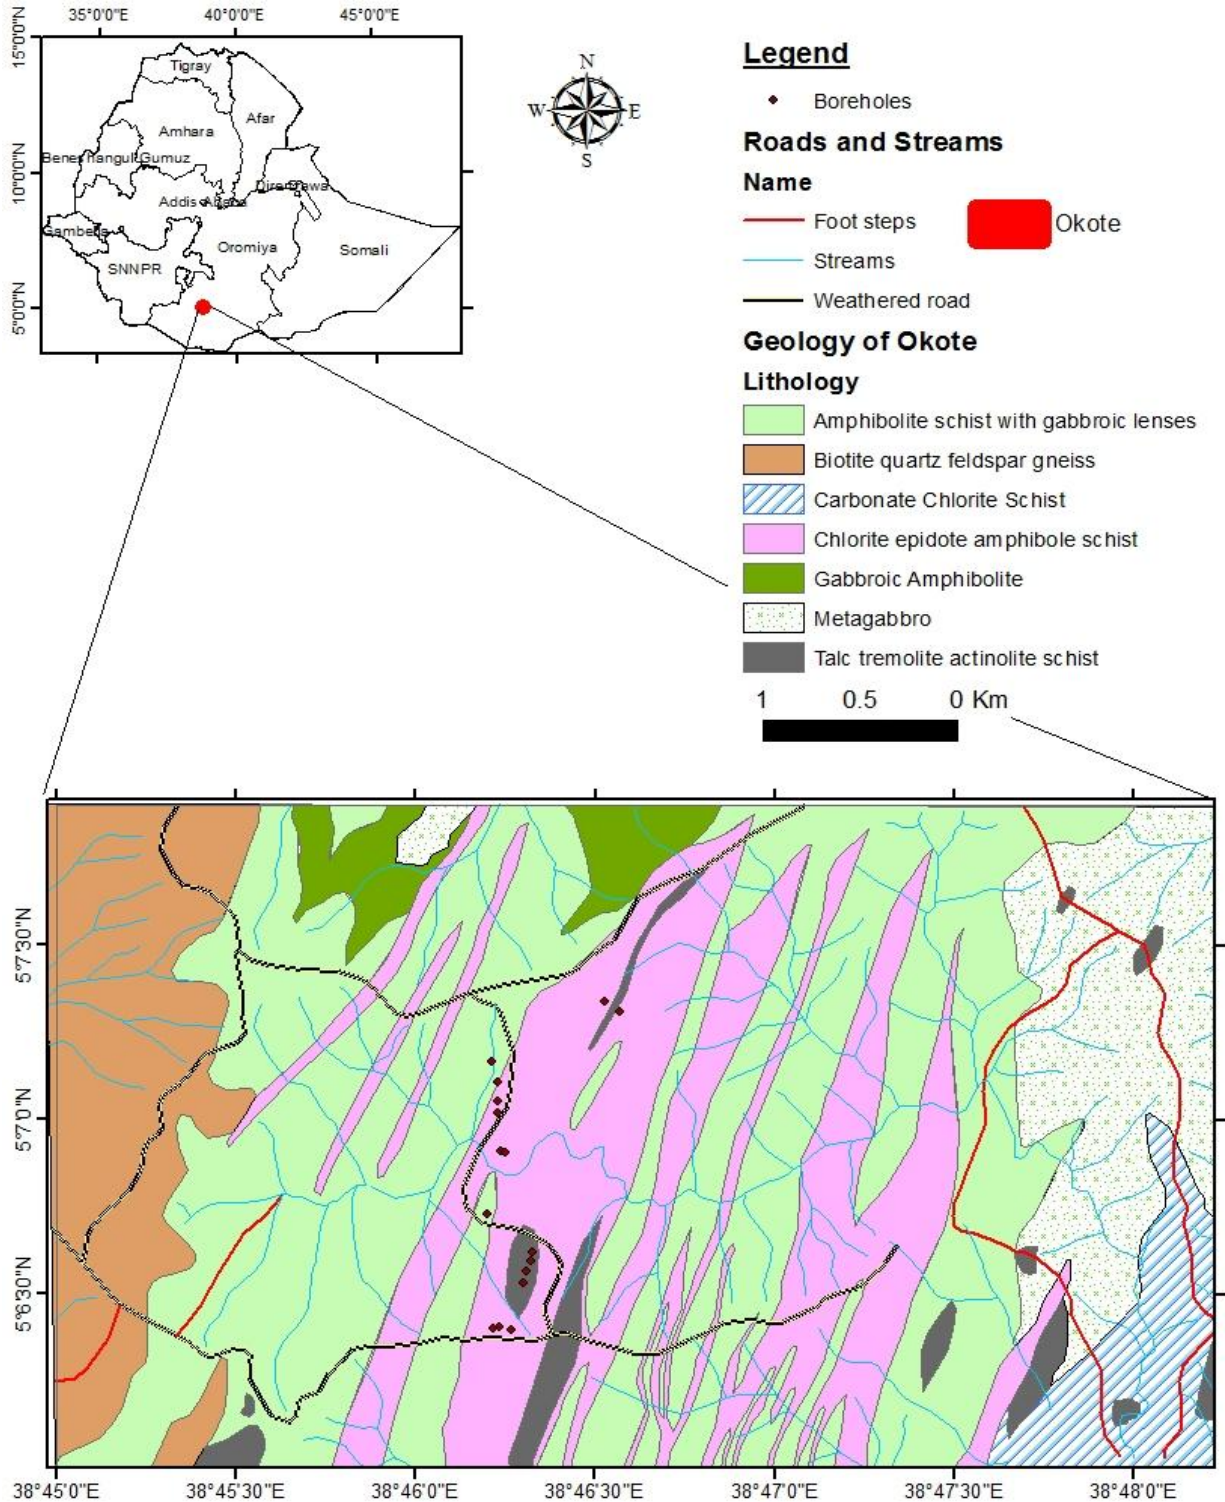 35°0'0"E 40°0'0"E 45°0'0"E
15°0'0"N
10°0'0"N
5°0'0"N
Tigray
Afar
Amhara
Beneshangul Gumuz
Dire Dawa
Addis Ababa
Gambella
Oromiya
Somali
SNNPR
N
W E
S
Legend
Boreholes
Roads and Streams
Name
Foot steps
Okote
Streams
Weathered road
Geology of Okote
Lithology
Amphibolite schist with gabbroic lenses
Biotite quartz feldspar gneiss
Carbonate Chlorite Schist
Chlorite epidote amphibole schist
Gabbroic Amphibolite
Metagabbro
Talc tremolite actinolite schist
1 0.5 0 Km
5°7'30"N
5°7'0"N
5°6'30"N
38°45'0"E 38°45'30"E 38°46'0"E 38°46'30"E 38°47'0"E 38°47'30"E 38°48'0"E